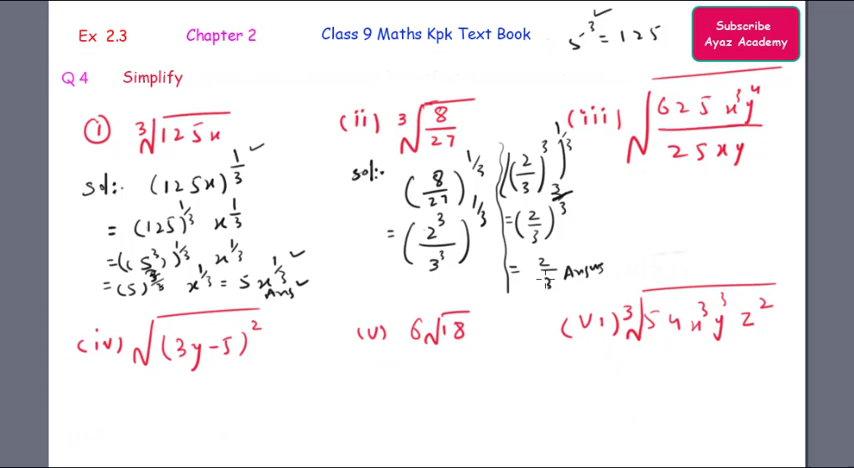 Ex 2.3 Chapter 2 Class 9 Maths Kpk Text Book
5^3 = 125
Subscribe
Ayaz Academy
Q 4 Simplify
(i) ∛(125x)
sol:- (125x)^(1/3)
= (125)^(1/3) x^(1/3)
= ((5^3))^(1/3) x^(1/3)
= (5)^(3/3) x^(1/3) = 5x^(1/3)
Ans
(ii) ∛(8/27)
sol:- (8/27)^(1/3)
= (2^3/3^3)^(1/3)
((2/3)^3)^(1/3)
= (2/3)^(3/3)
= 2/3 Answs
(iii) √(625x^3y^4/25xy)
(iv) √((3y-5)^2)
(v) 6√18
(vi) ∛(54x^3y^3z^2)